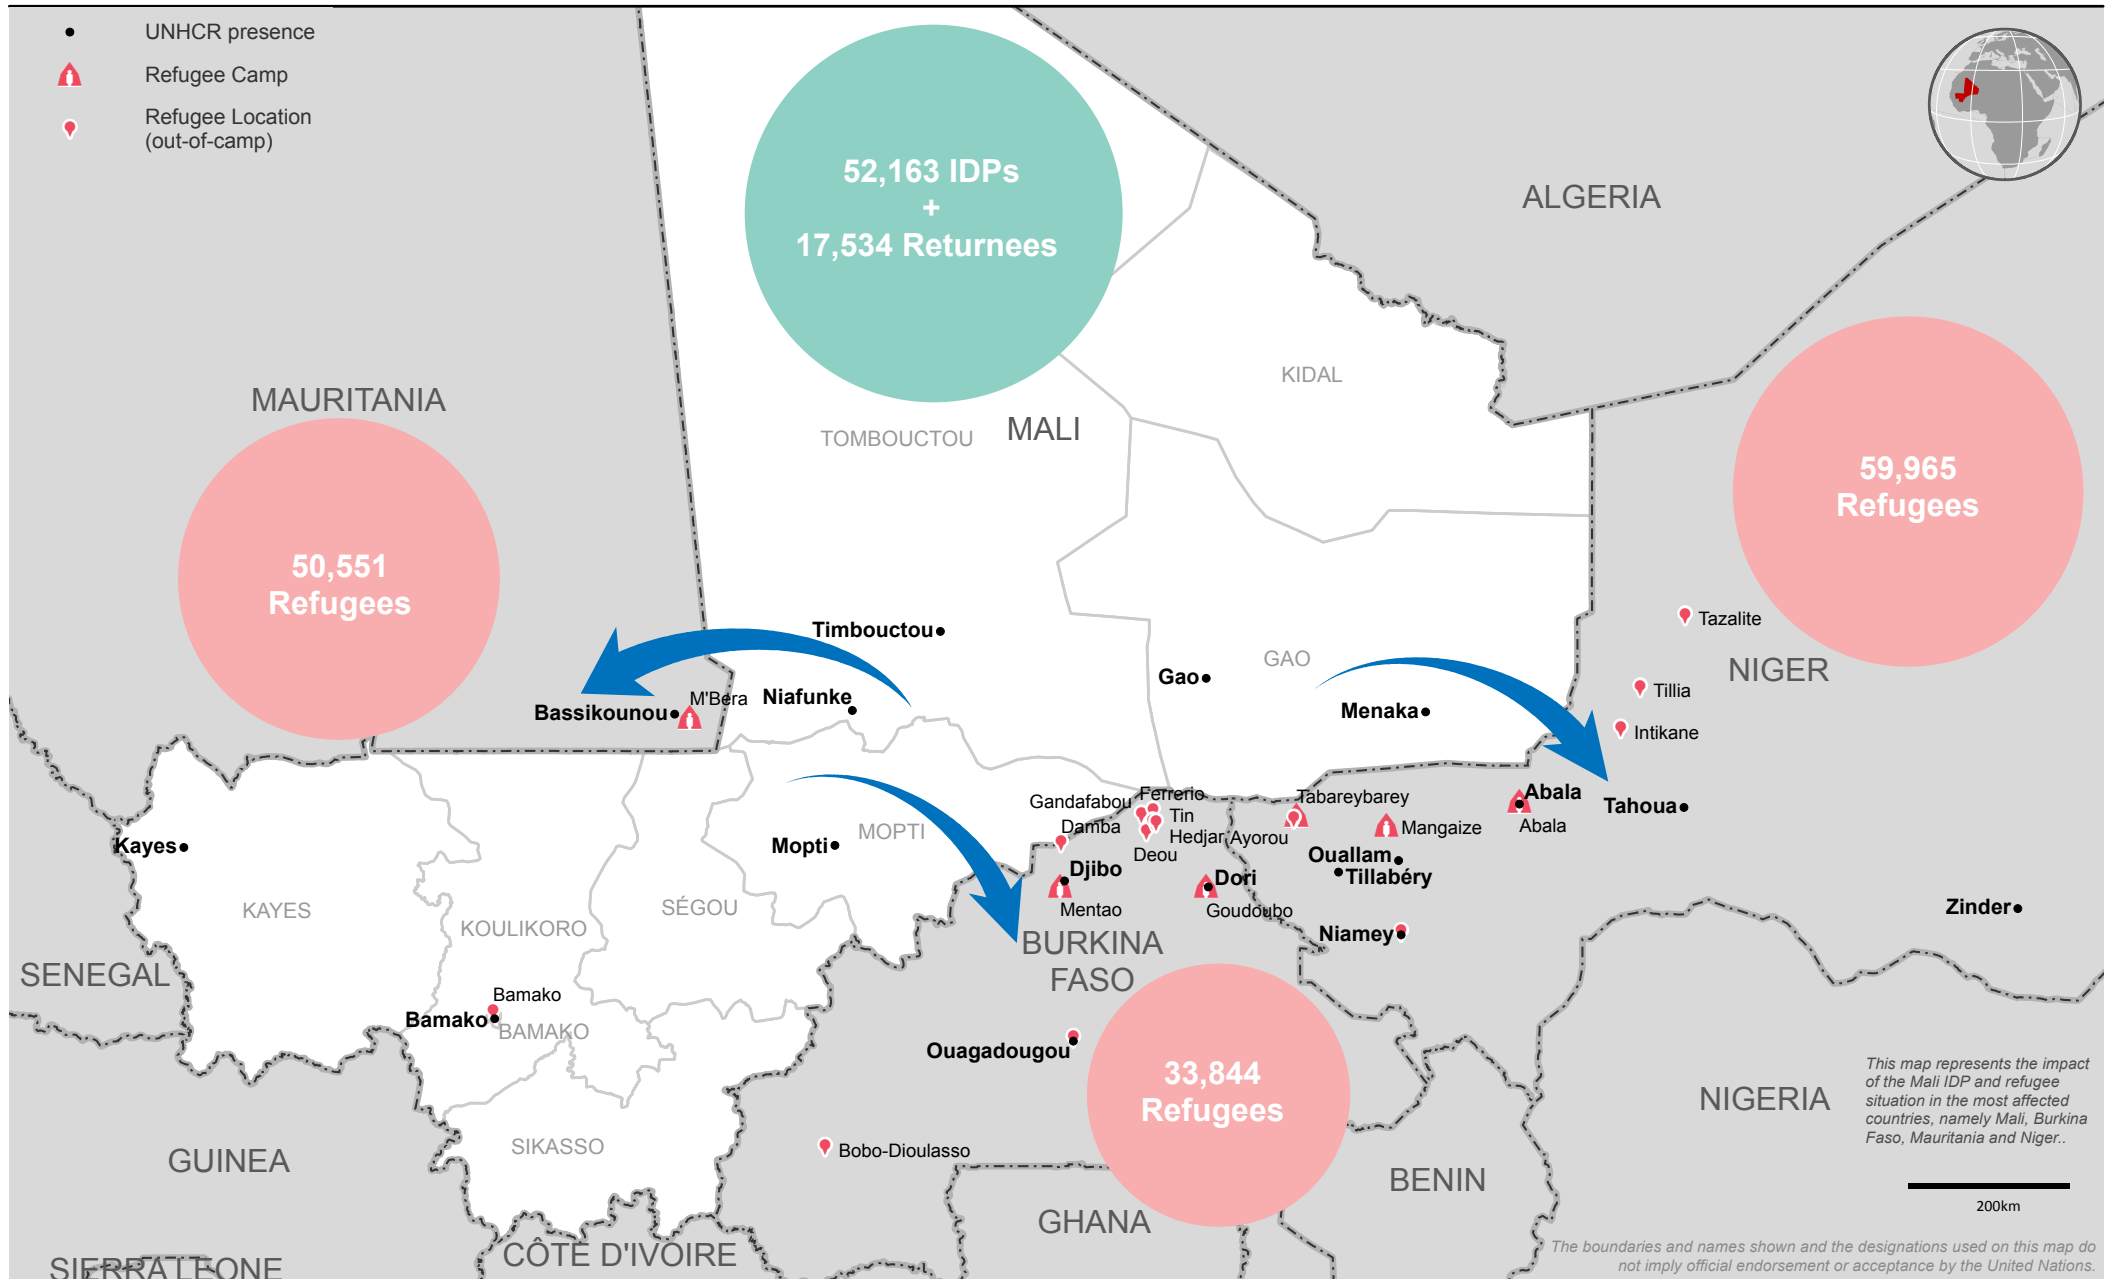 UNHCR presence
Refugee Camp
Refugee Location
(out-of-camp)
52,163 IDPs
+
17,534 Returnees
ALGERIA
KIDAL
MAURITANIA
TOMBOUCTOU
MALI
59,965
Refugees
50,551
Refugees
Tazalite
Timbouctou
GAO
NIGER
Gao
Tillia
M'Bera
Niafunke
Bassikounou
Menaka
Intikane
Ferrerio
Gandafabou
Tabareybarey
Abala
Tahoua
Tin
Hedjar
Damba
Ayorou
Mangaize
Abala
Kayes
Mopti
MOPTI
Deou
Ouallam
Djibo
Dori
Tillabéry
KAYES
SÉGOU
Mentao
Goudoubo
Zinder
KOULIKORO
Niamey
BURKINA
FASO
SENEGAL
Bamako
Bamako
BAMAKO
Ouagadougou
33,844
Refugees
This map represents the impact
of the Mali IDP and refugee
situation in the most affected
countries, namely Mali, Burkina
Faso, Mauritania and Niger..
NIGERIA
SIKASSO
Bobo-Dioulasso
GUINEA
BENIN
200km
GHANA
CÔTE D'IVOIRE
SIERRA LEONE
The boundaries and names shown and the designations used on this map do
not imply official endorsement or acceptance by the United Nations.